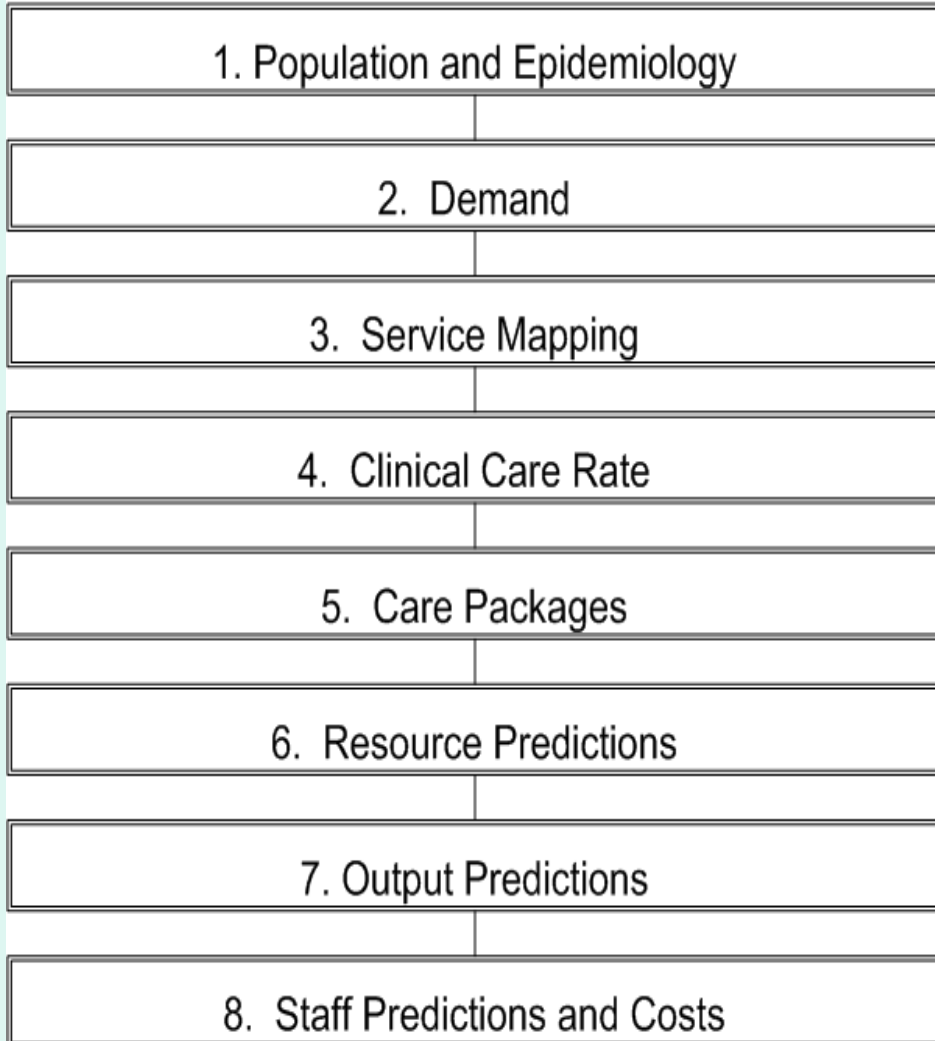 1. Population and Epidemiology
2.  Demand
3.  Service Mapping
4.  Clinical Care Rate
5.  Care Packages
6.  Resource Predictions
7. Output Predictions
8.  Staff Predictions and Costs